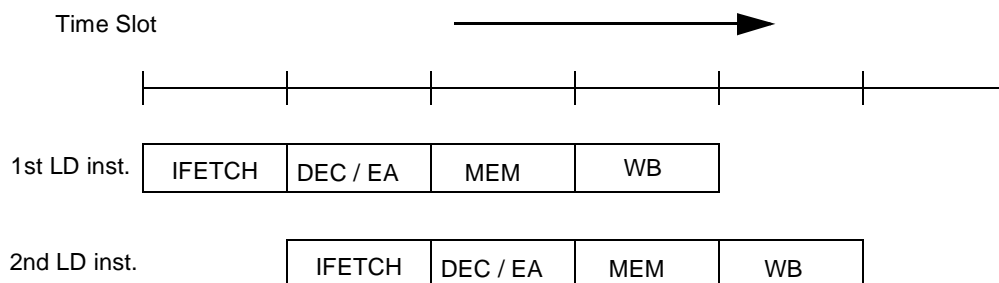 Time Slot
1st LD inst. IFETCH DEC / EA MEM WB
2nd LD inst. IFETCH DEC / EA MEM WB